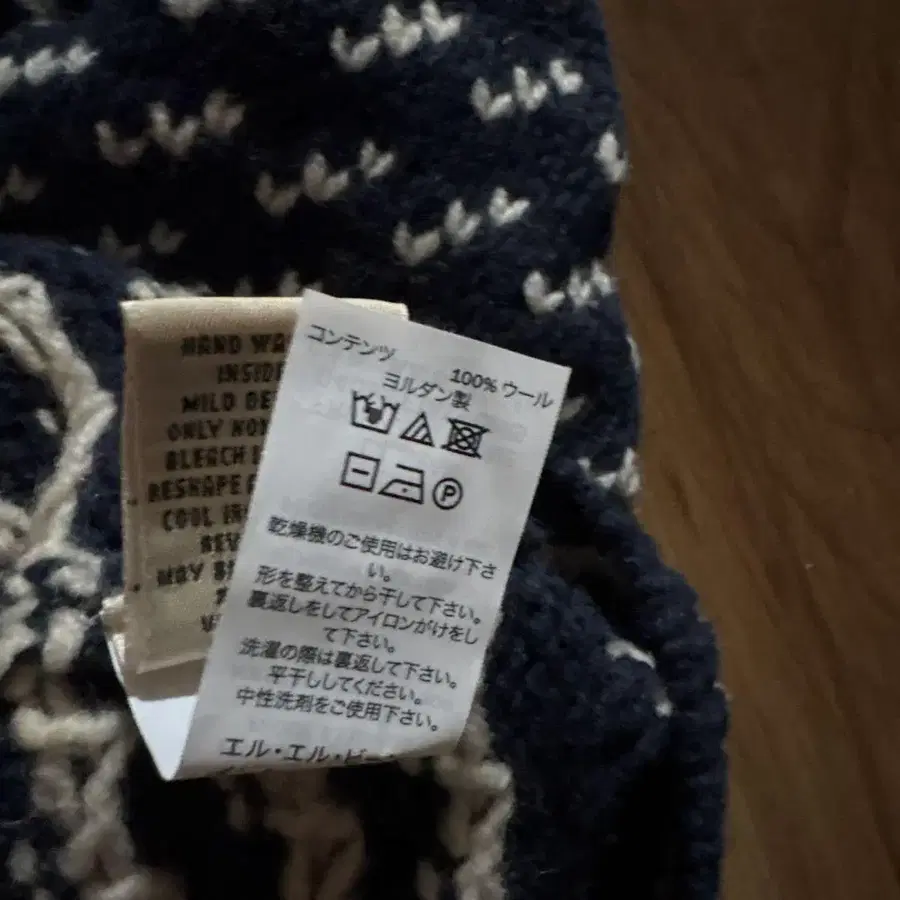 HAND
INSIDE
MILD
ONLY NON
BLEACH
RESHAPE
COOL
MAY
コンテンツ
100% ウール
ヨルダン製
P
乾燥機のご使用はお避け下さ
い。
形を整えてから干して下さい。
裏返しをしてアイロンがけをし
て下さい。
洗濯の際は裏返して下さい。
平干ししてください。
中性洗剤をご使用下さい。
エル・エル・ビー